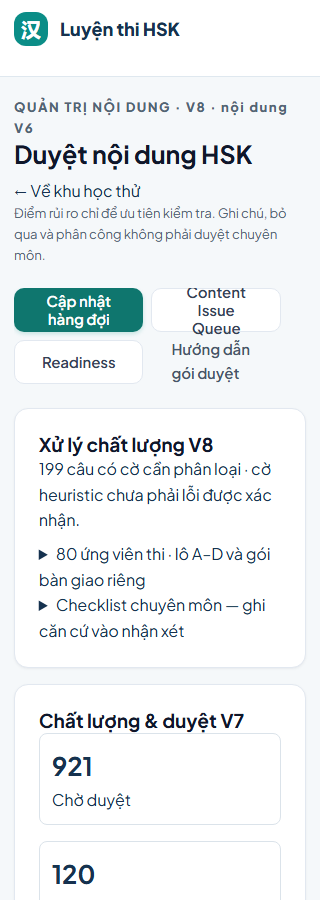 汉 Luyện thi HSK
QUẢN TRỊ NỘI DUNG · V8 · nội dung
V6
Duyệt nội dung HSK
← Về khu học thử
Điểm rủi ro chỉ để ưu tiên kiểm tra. Ghi chú, bỏ
qua và phân công không phải duyệt chuyên
môn.
Cập nhật
hàng đợi
Content
Issue
Queue
Readiness
Hướng dẫn
gói duyệt
Xử lý chất lượng V8
199 câu có cờ cần phân loại · cờ
heuristic chưa phải lỗi được xác
nhận.
▶ 80 ứng viên thi · lô A–D và gói
bàn giao riêng
▶ Checklist chuyên môn — ghi
căn cứ vào nhận xét
Chất lượng & duyệt V7
921
Chờ duyệt
120